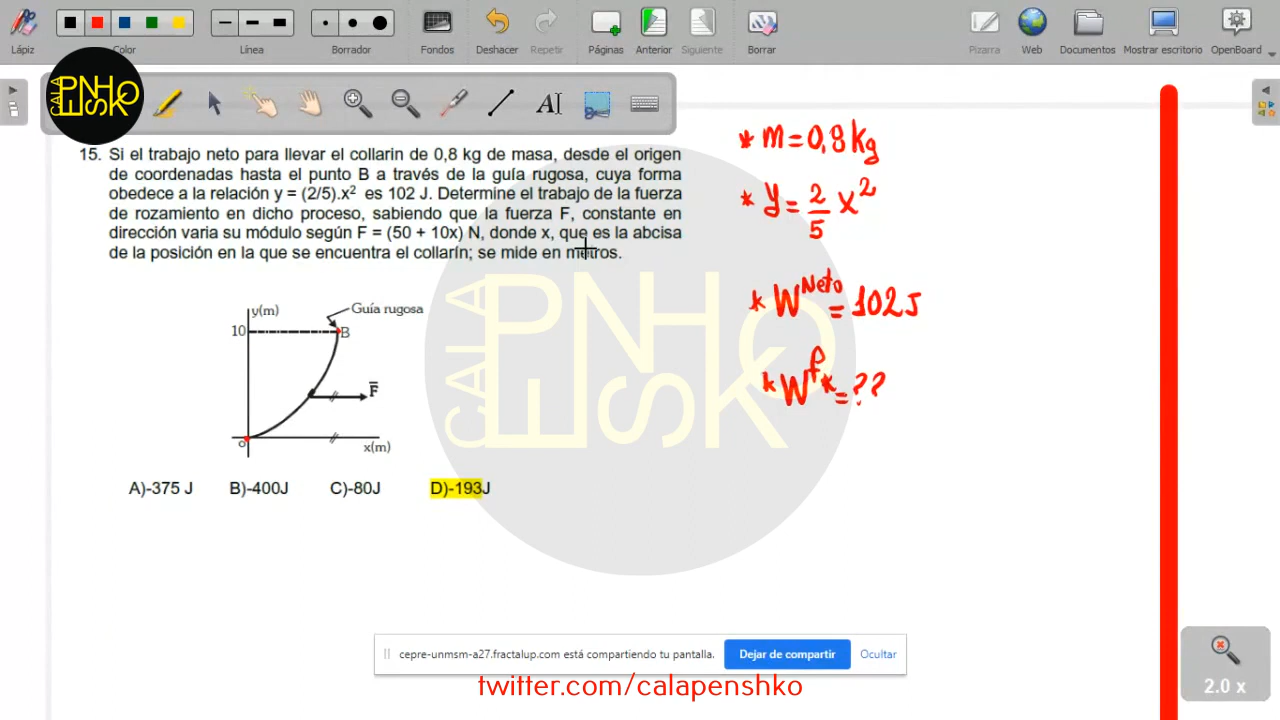 Lápiz
Color
Línea
Borrador
Fondos
Deshacer
Repetir
Páginas
Anterior
Siguiente
Borrar
Pizarra
Web
Documentos
Mostrar escritorio
OpenBoard
CALA
PENSHKO
15. Si el trabajo neto para llevar el collarin de 0,8 kg de masa, desde el origen
de coordenadas hasta el punto B a través de la guía rugosa, cuya forma
obedece a la relación y = (2/5).x² es 102 J. Determine el trabajo de la fuerza
de rozamiento en dicho proceso, sabiendo que la fuerza F, constante en
dirección varia su módulo según F = (50 + 10x) N, donde x, que es la abcisa
de la posición en la que se encuentra el collarín; se mide en metros.
* m = 0,8 kg
* y = 2/5 x²
* W^Neto = 102 J
* W^fk = ??
y(m)
Guía rugosa
10
B
F̅
o
x(m)
A)-375 J B)-400J C)-80J D)-193J
CALA
PENSHKO
cepre-unmsm-a27.fractalup.com está compartiendo tu pantalla.
Dejar de compartir
Ocultar
twitter.com/calapenshko
2.0 x